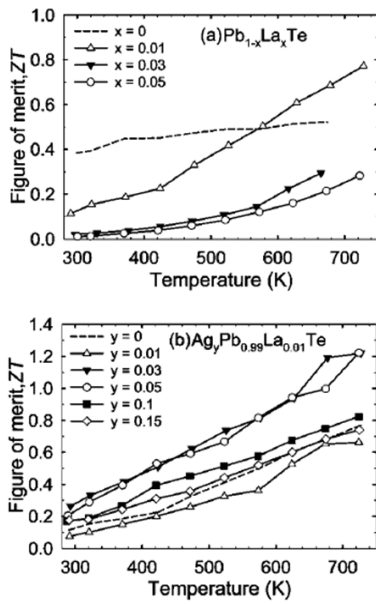 (a)Pb1-xLaxTe
x = 0
x = 0.01
x = 0.03
x = 0.05
Figure of merit,ZT
1.0
0.8
0.6
0.4
0.2
0.0
300 400 500 600 700
Temperature (K)
(b)AgyPb0.99La0.01Te
y = 0
y = 0.01
y = 0.03
y = 0.05
y = 0.1
y = 0.15
Figure of merit,ZT
1.4
1.2
1.0
0.8
0.6
0.4
0.2
0.0
300 400 500 600 700
Temperature (K)